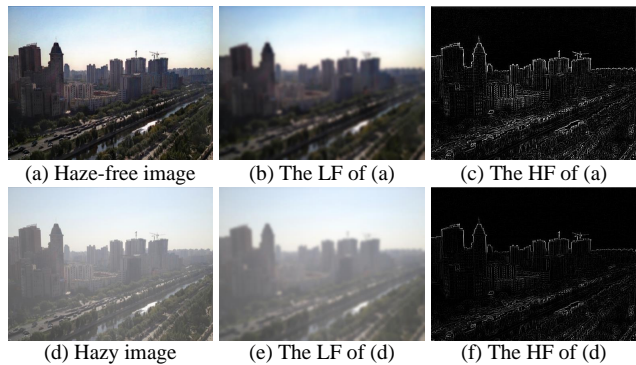 (a) Haze-free image
(b) The LF of (a)
(c) The HF of (a)
(d) Hazy image
(e) The LF of (d)
(f) The HF of (d)